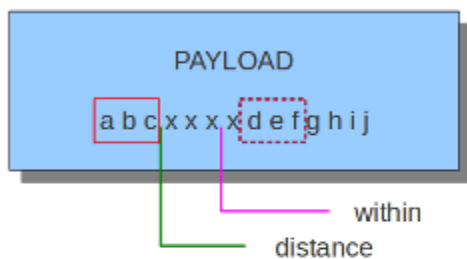 PAYLOAD
a b c x x x x d e f g h i j
within
distance